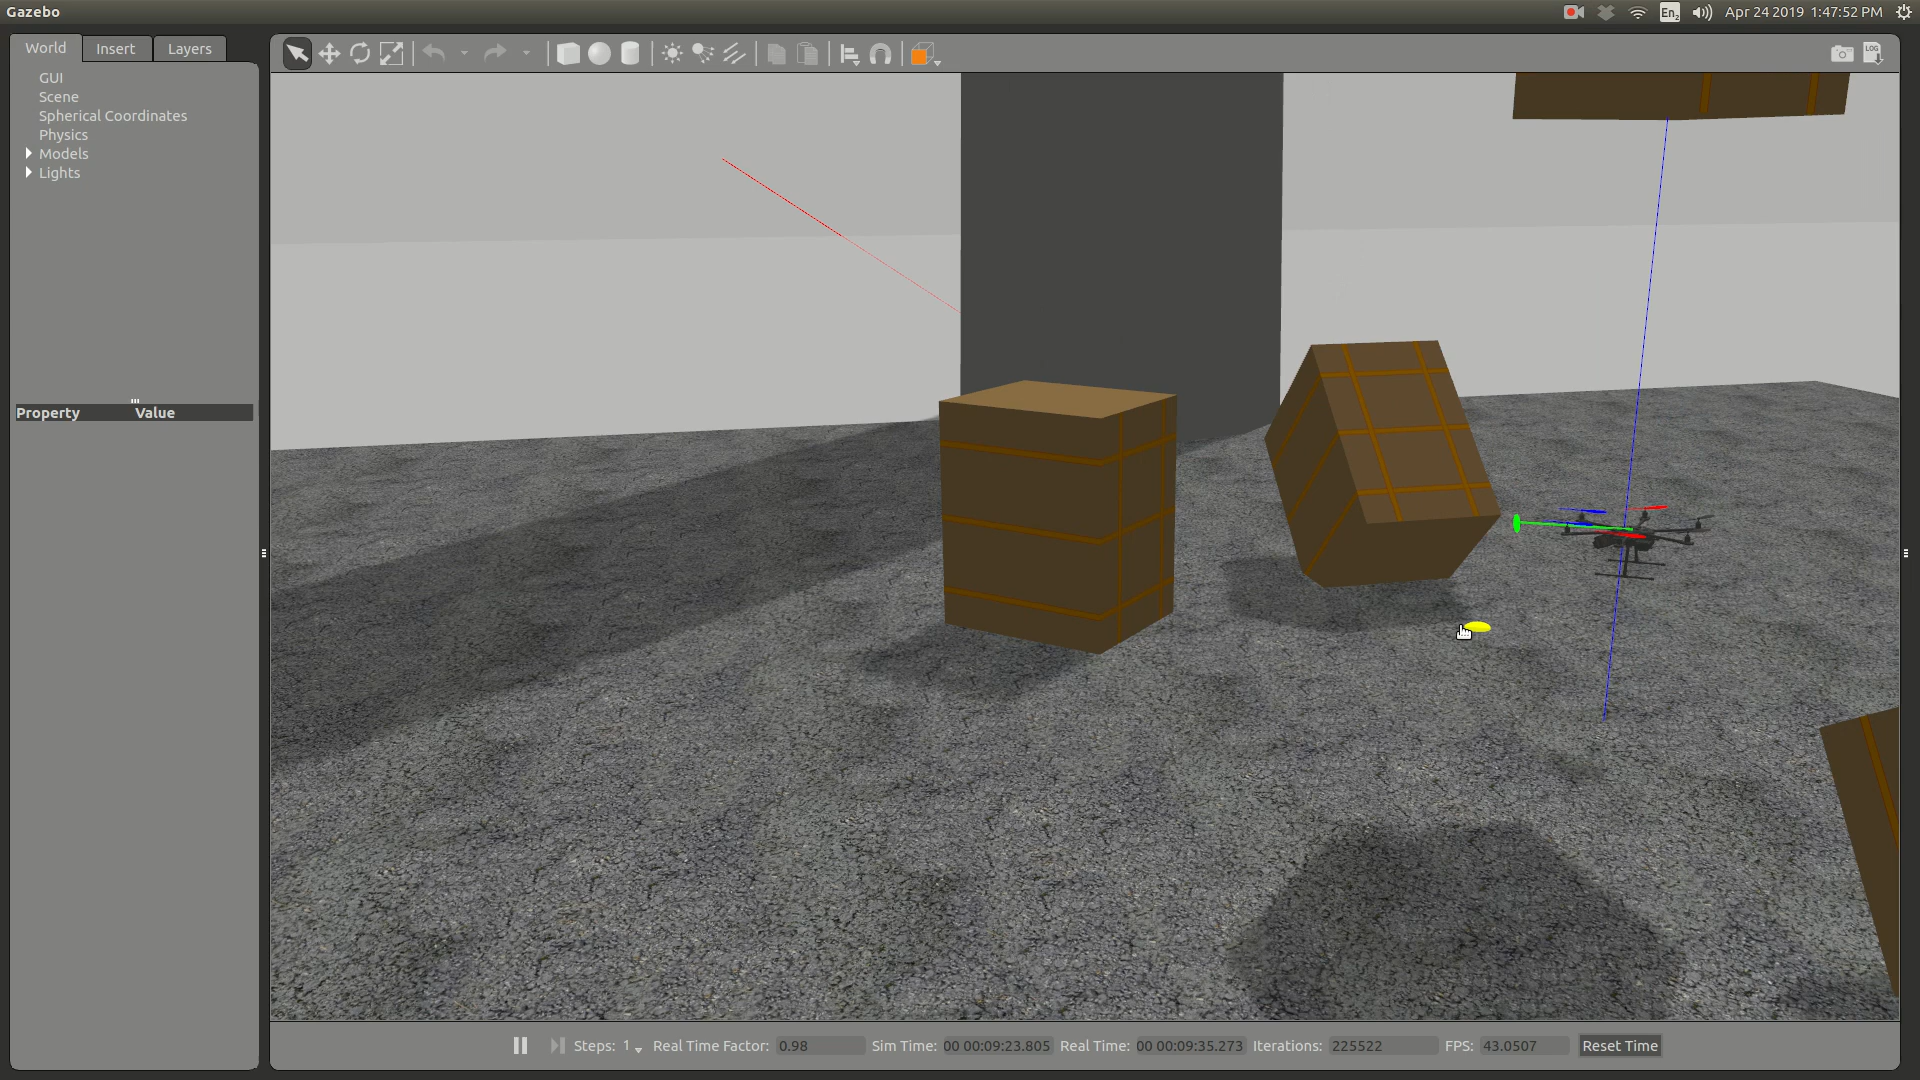 Gazebo
En2
Apr 24 2019 1:47:52 PM
World Insert Layers
LOG
GUI
Scene
Spherical Coordinates
Physics
Models
Lights
Property Value
Steps: 1 Real Time Factor: 0.98 Sim Time: 00 00:09:23.805 Real Time: 00 00:09:35.273 Iterations: 225522 FPS: 43.0507 Reset Time